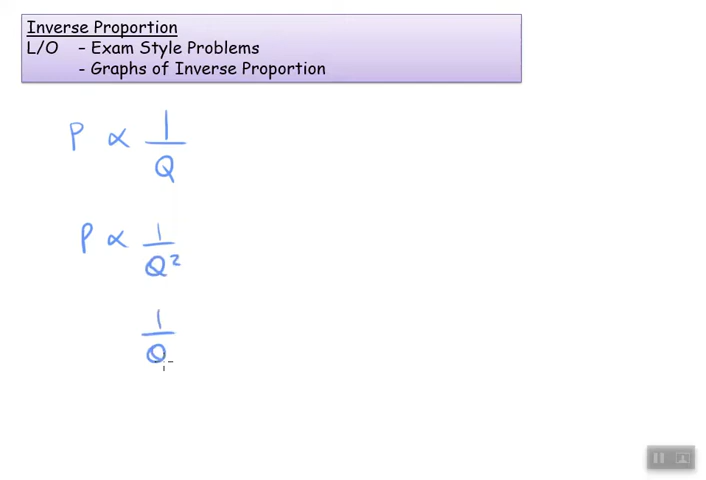 Inverse Proportion
L/O - Exam Style Problems
- Graphs of Inverse Proportion
P ∝ 1/Q
P ∝ 1/Q²
1/Q